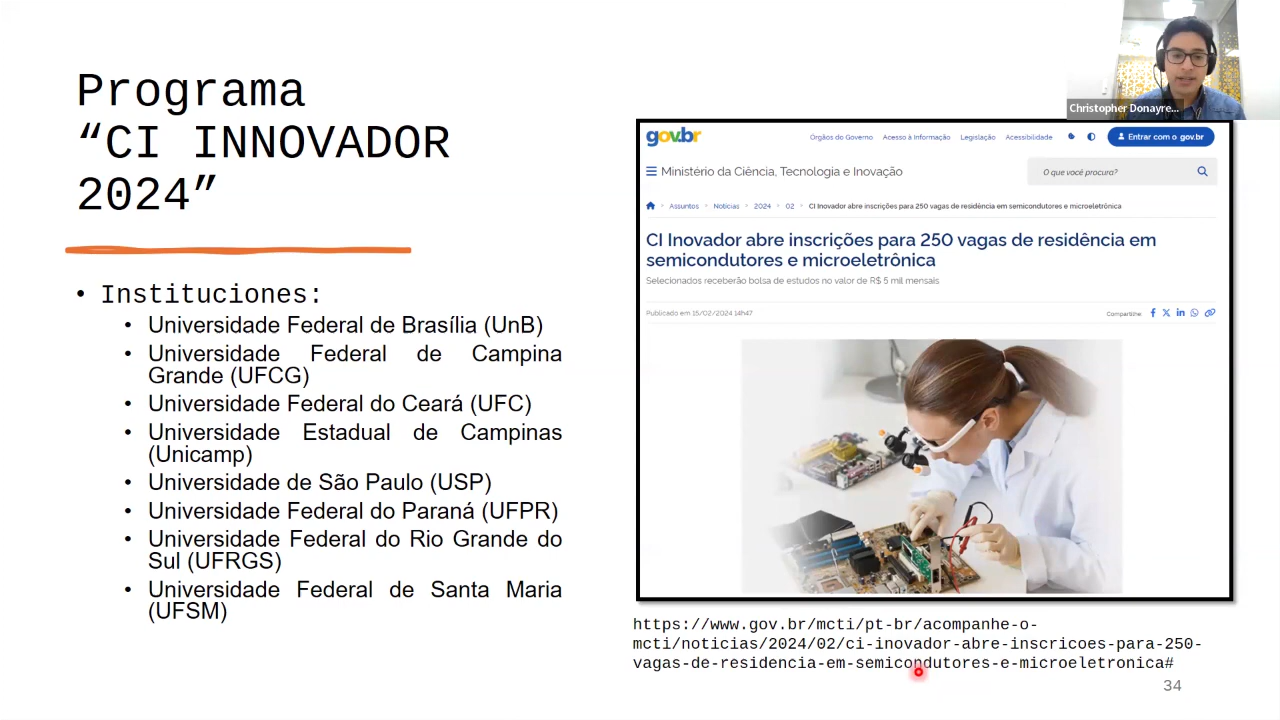 Programa
“CI INNOVADOR
2024”
• Instituciones:
• Universidade Federal de Brasília (UnB)
• Universidade Federal de Campina
Grande (UFCG)
• Universidade Federal do Ceará (UFC)
• Universidade Estadual de Campinas
(Unicamp)
• Universidade de São Paulo (USP)
• Universidade Federal do Paraná (UFPR)
• Universidade Federal do Rio Grande do
Sul (UFRGS)
• Universidade Federal de Santa Maria
(UFSM)
Christopher Donayre...
gov.br
Órgãos do Governo Acesso à Informação Legislação Acessibilidade
Entrar com o gov.br
Ministério da Ciência, Tecnologia e Inovação
O que você procura?
> Assuntos > Notícias > 2024 > 02 > CI Inovador abre inscrições para 250 vagas de residência em semicondutores e microeletrônica
CI Inovador abre inscrições para 250 vagas de residência em
semicondutores e microeletrônica
Selecionados receberão bolsa de estudos no valor de R$ 5 mil mensais
Publicado em 15/02/2024 14h47
Compartilhe:
https://www.gov.br/mcti/pt-br/acompanhe-o-
mcti/noticias/2024/02/ci-inovador-abre-inscricoes-para-250-
vagas-de-residencia-em-semicondutores-e-microeletronica#
34